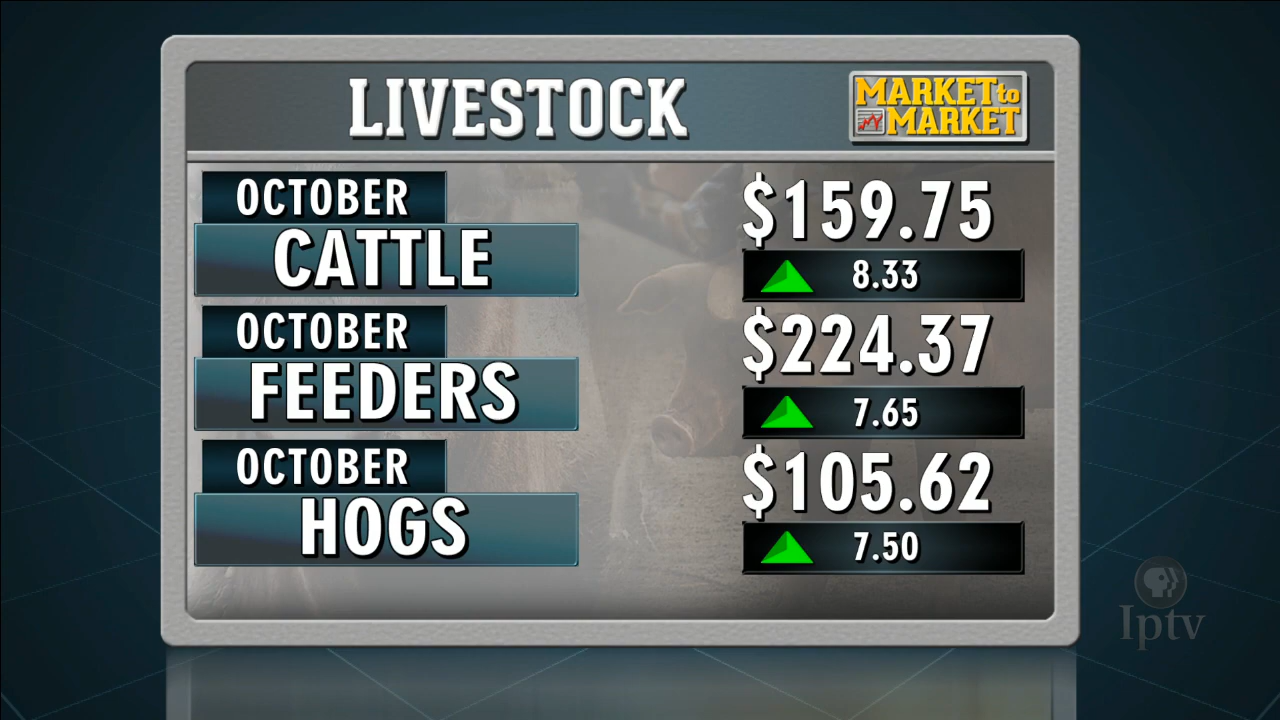 LIVESTOCK
MARKET to
MARKET
OCTOBER
CATTLE
$159.75
8.33
OCTOBER
FEEDERS
$224.37
7.65
OCTOBER
HOGS
$105.62
7.50
Iptv